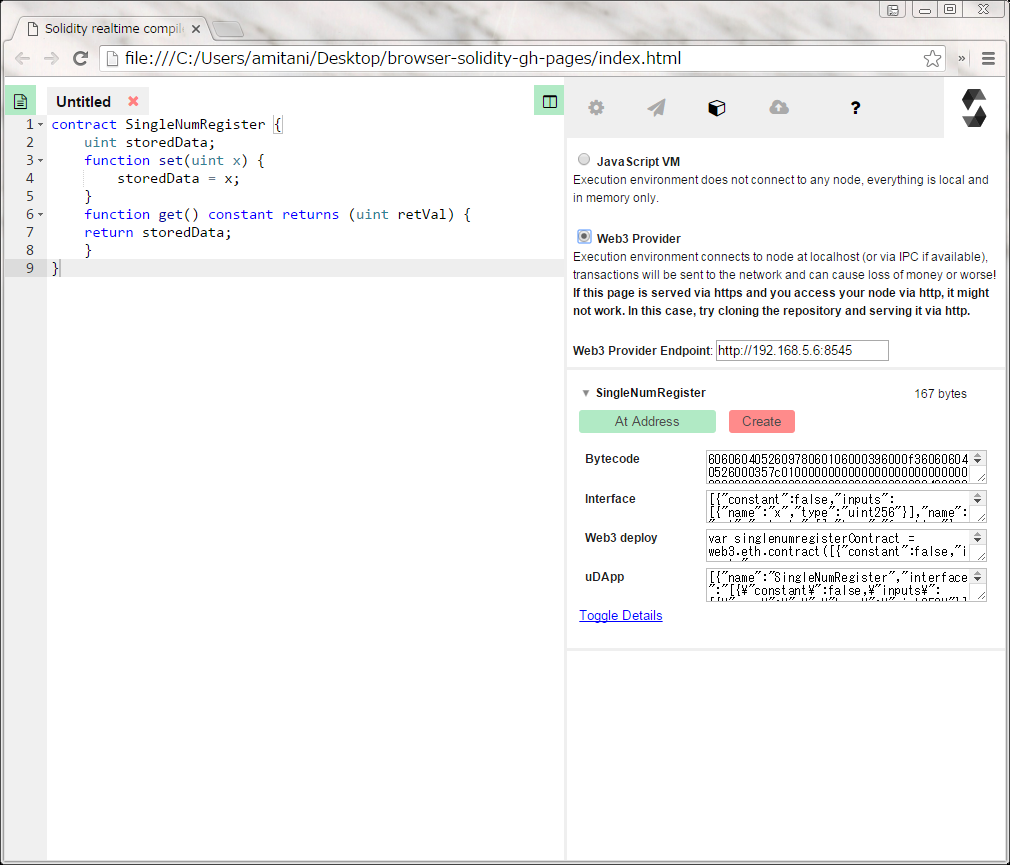 Solidity realtime compil
file:///C:/Users/amitani/Desktop/browser-solidity-gh-pages/index.html
»
Untitled
1 contract SingleNumRegister {
2 uint storedData;
3 function set(uint x) {
4 storedData = x;
5 }
6 function get() constant returns (uint retVal) {
7 return storedData;
8 }
9 }
?
JavaScript VM
Execution environment does not connect to any node, everything is local and
in memory only.
Web3 Provider
Execution environment connects to node at localhost (or via IPC if available),
transactions will be sent to the network and can cause loss of money or worse!
If this page is served via https and you access your node via http, it might
not work. In this case, try cloning the repository and serving it via http.
Web3 Provider Endpoint: http://192.168.5.6:8545
SingleNumRegister 167 bytes
At Address Create
Bytecode
6060604052609780601060003960​00f36060604
0526000357c0100000000000000000000000000
Interface
[{"constant":false,"inputs":
[{"name":"x","type":"uint256"}],"name":
Web3 deploy
var singlenumregisterContract =
web3.eth.contract([{"constant":false,"i
uDApp
[{"name":"SingleNumRegister","interface
":"[{¥"constant¥":false,¥"inputs¥":
Toggle Details